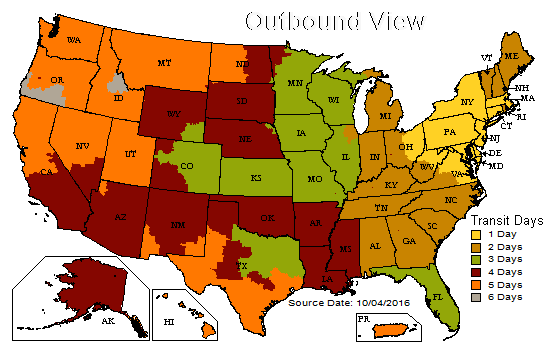 Outbound View
WA
MT
ND
MN
OR
ID
SD
WI
WY
NV
UT
CO
NE
IA
KS
MO
IL
CA
AZ
NM
OK
AR
TX
LA
MS
MI
IN
OH
KY
TN
AL
GA
FL
SC
NC
VA
WV
PA
NY
VT
ME
NH
MA
RI
CT
NJ
DE
MD
Transit Days
1 Day
2 Days
3 Days
4 Days
5 Days
6 Days
Source Date: 10/04/2016
AK
HI
PR